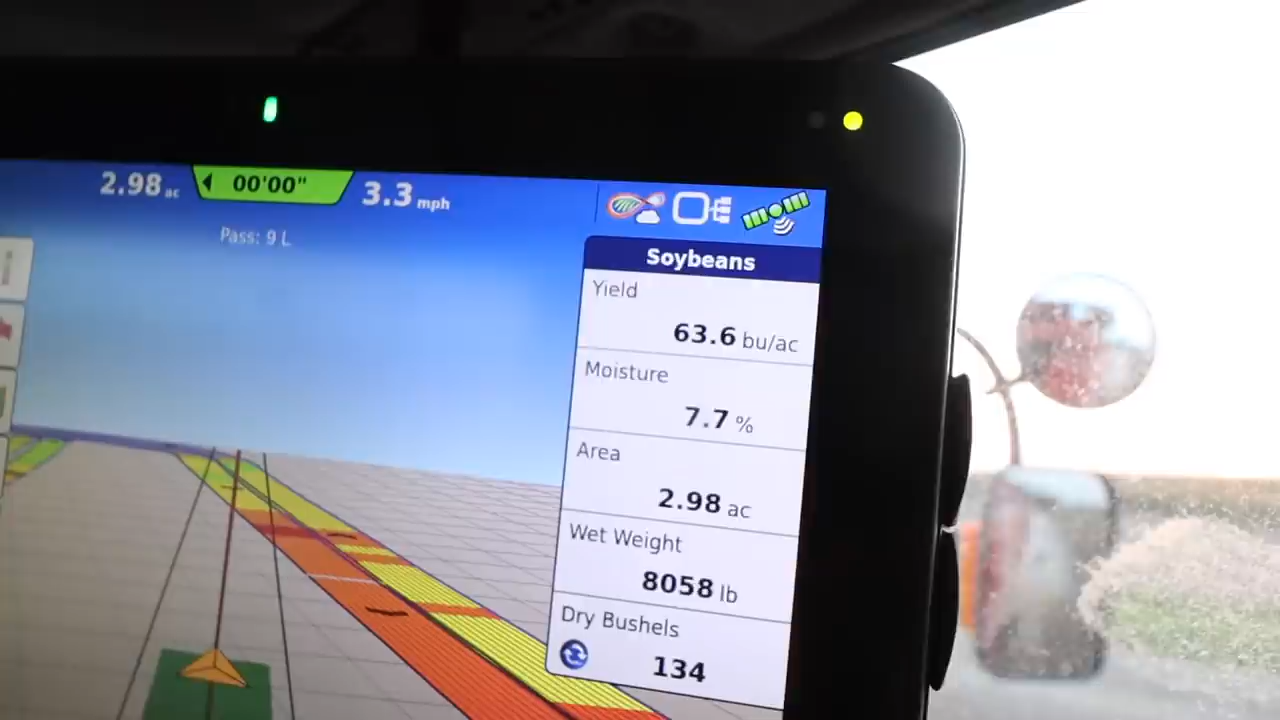 2.98 ac
00'00"
3.3 mph
Pass: 9 L
Soybeans
Yield
63.6 bu/ac
Moisture
7.7 %
Area
2.98 ac
Wet Weight
8058 lb
Dry Bushels
134